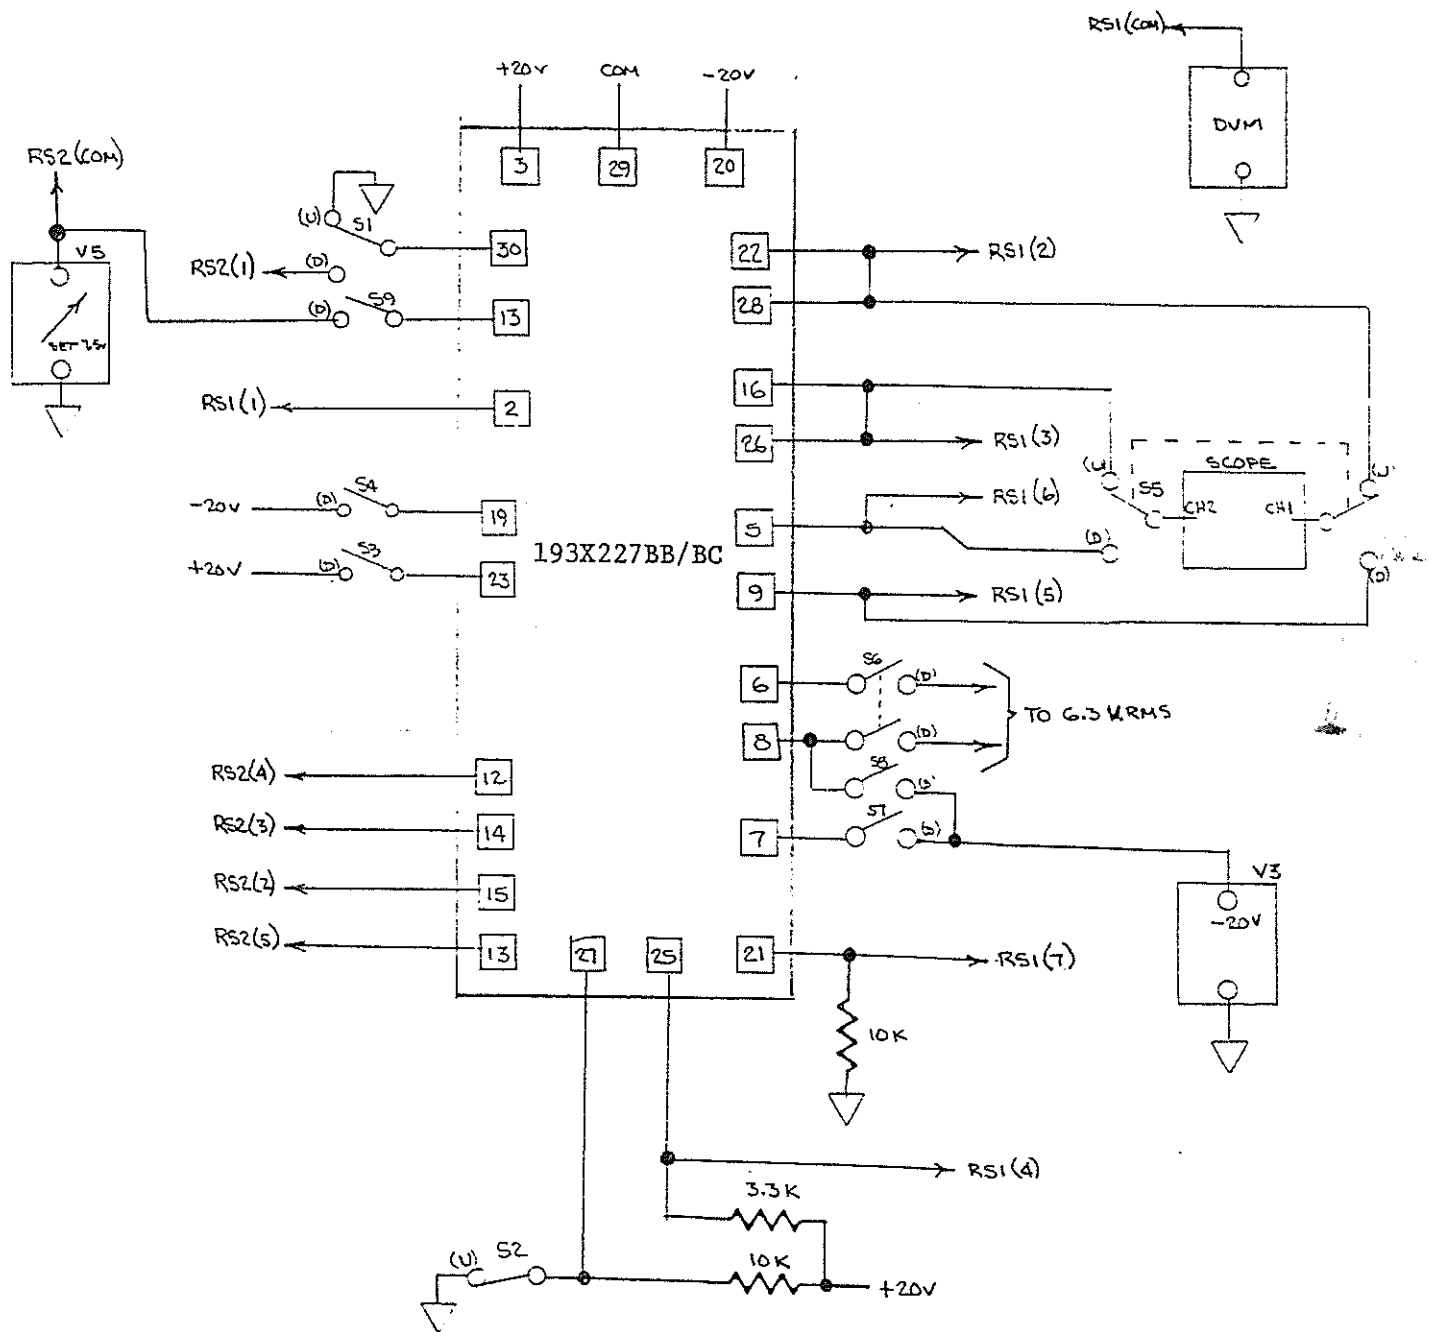 RS1(COM)
+20V COM -20V
DVM
RS2(COM)
3 29 20
(U) S1
30
22 RS1(2)
V5
RS2(1) (D)
S9
28
(D) 13
SET
16
RS1(1) 2
26 RS1(3)
SCOPE
(U)
S4
RS1(6)
S5
-20V (D) 19
CH2 CH1
5
(D)
S3
193X227BB/BC
+20V (D) 23
(D)
9 RS1(5)
S6
6 (D)
TO 6.3 VRMS
8 (D)
RS2(4) 12
S8
(D)
S7
RS2(3) 14
7 (D)
V3
RS2(2) 15
-20V
RS2(5) 13
27 25 21 RS1(7)
10K
RS1(4)
3.3K
(U) S2
10K
+20V